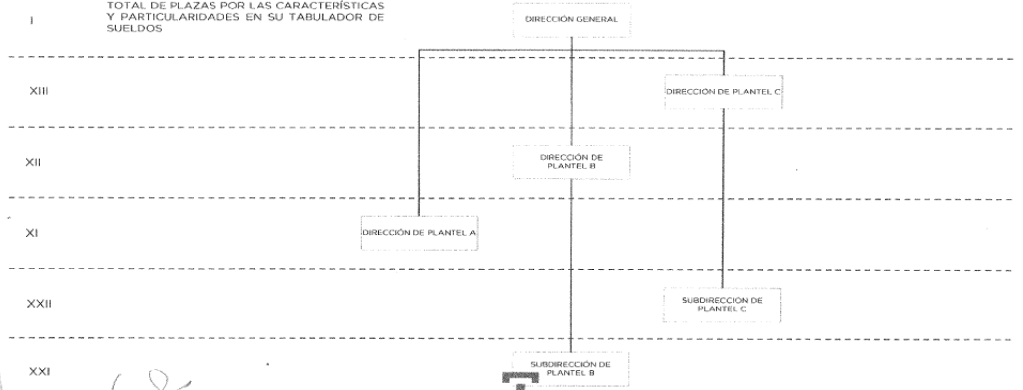 TOTAL DE PLAZAS POR LAS CARACTERÍSTICAS
I
Y PARTICULARIDADES EN SU TABULADOR DE
SUELDOS
DIRECCIÓN GENERAL
XIII
DIRECCIÓN DE PLANTEL C
XII
DIRECCIÓN DE
PLANTEL B
XI
DIRECCIÓN DE PLANTEL A
XXII
SUBDIRECCION DE
PLANTEL C
XXI
SUBDIRECCIÓN DE
PLANTEL B